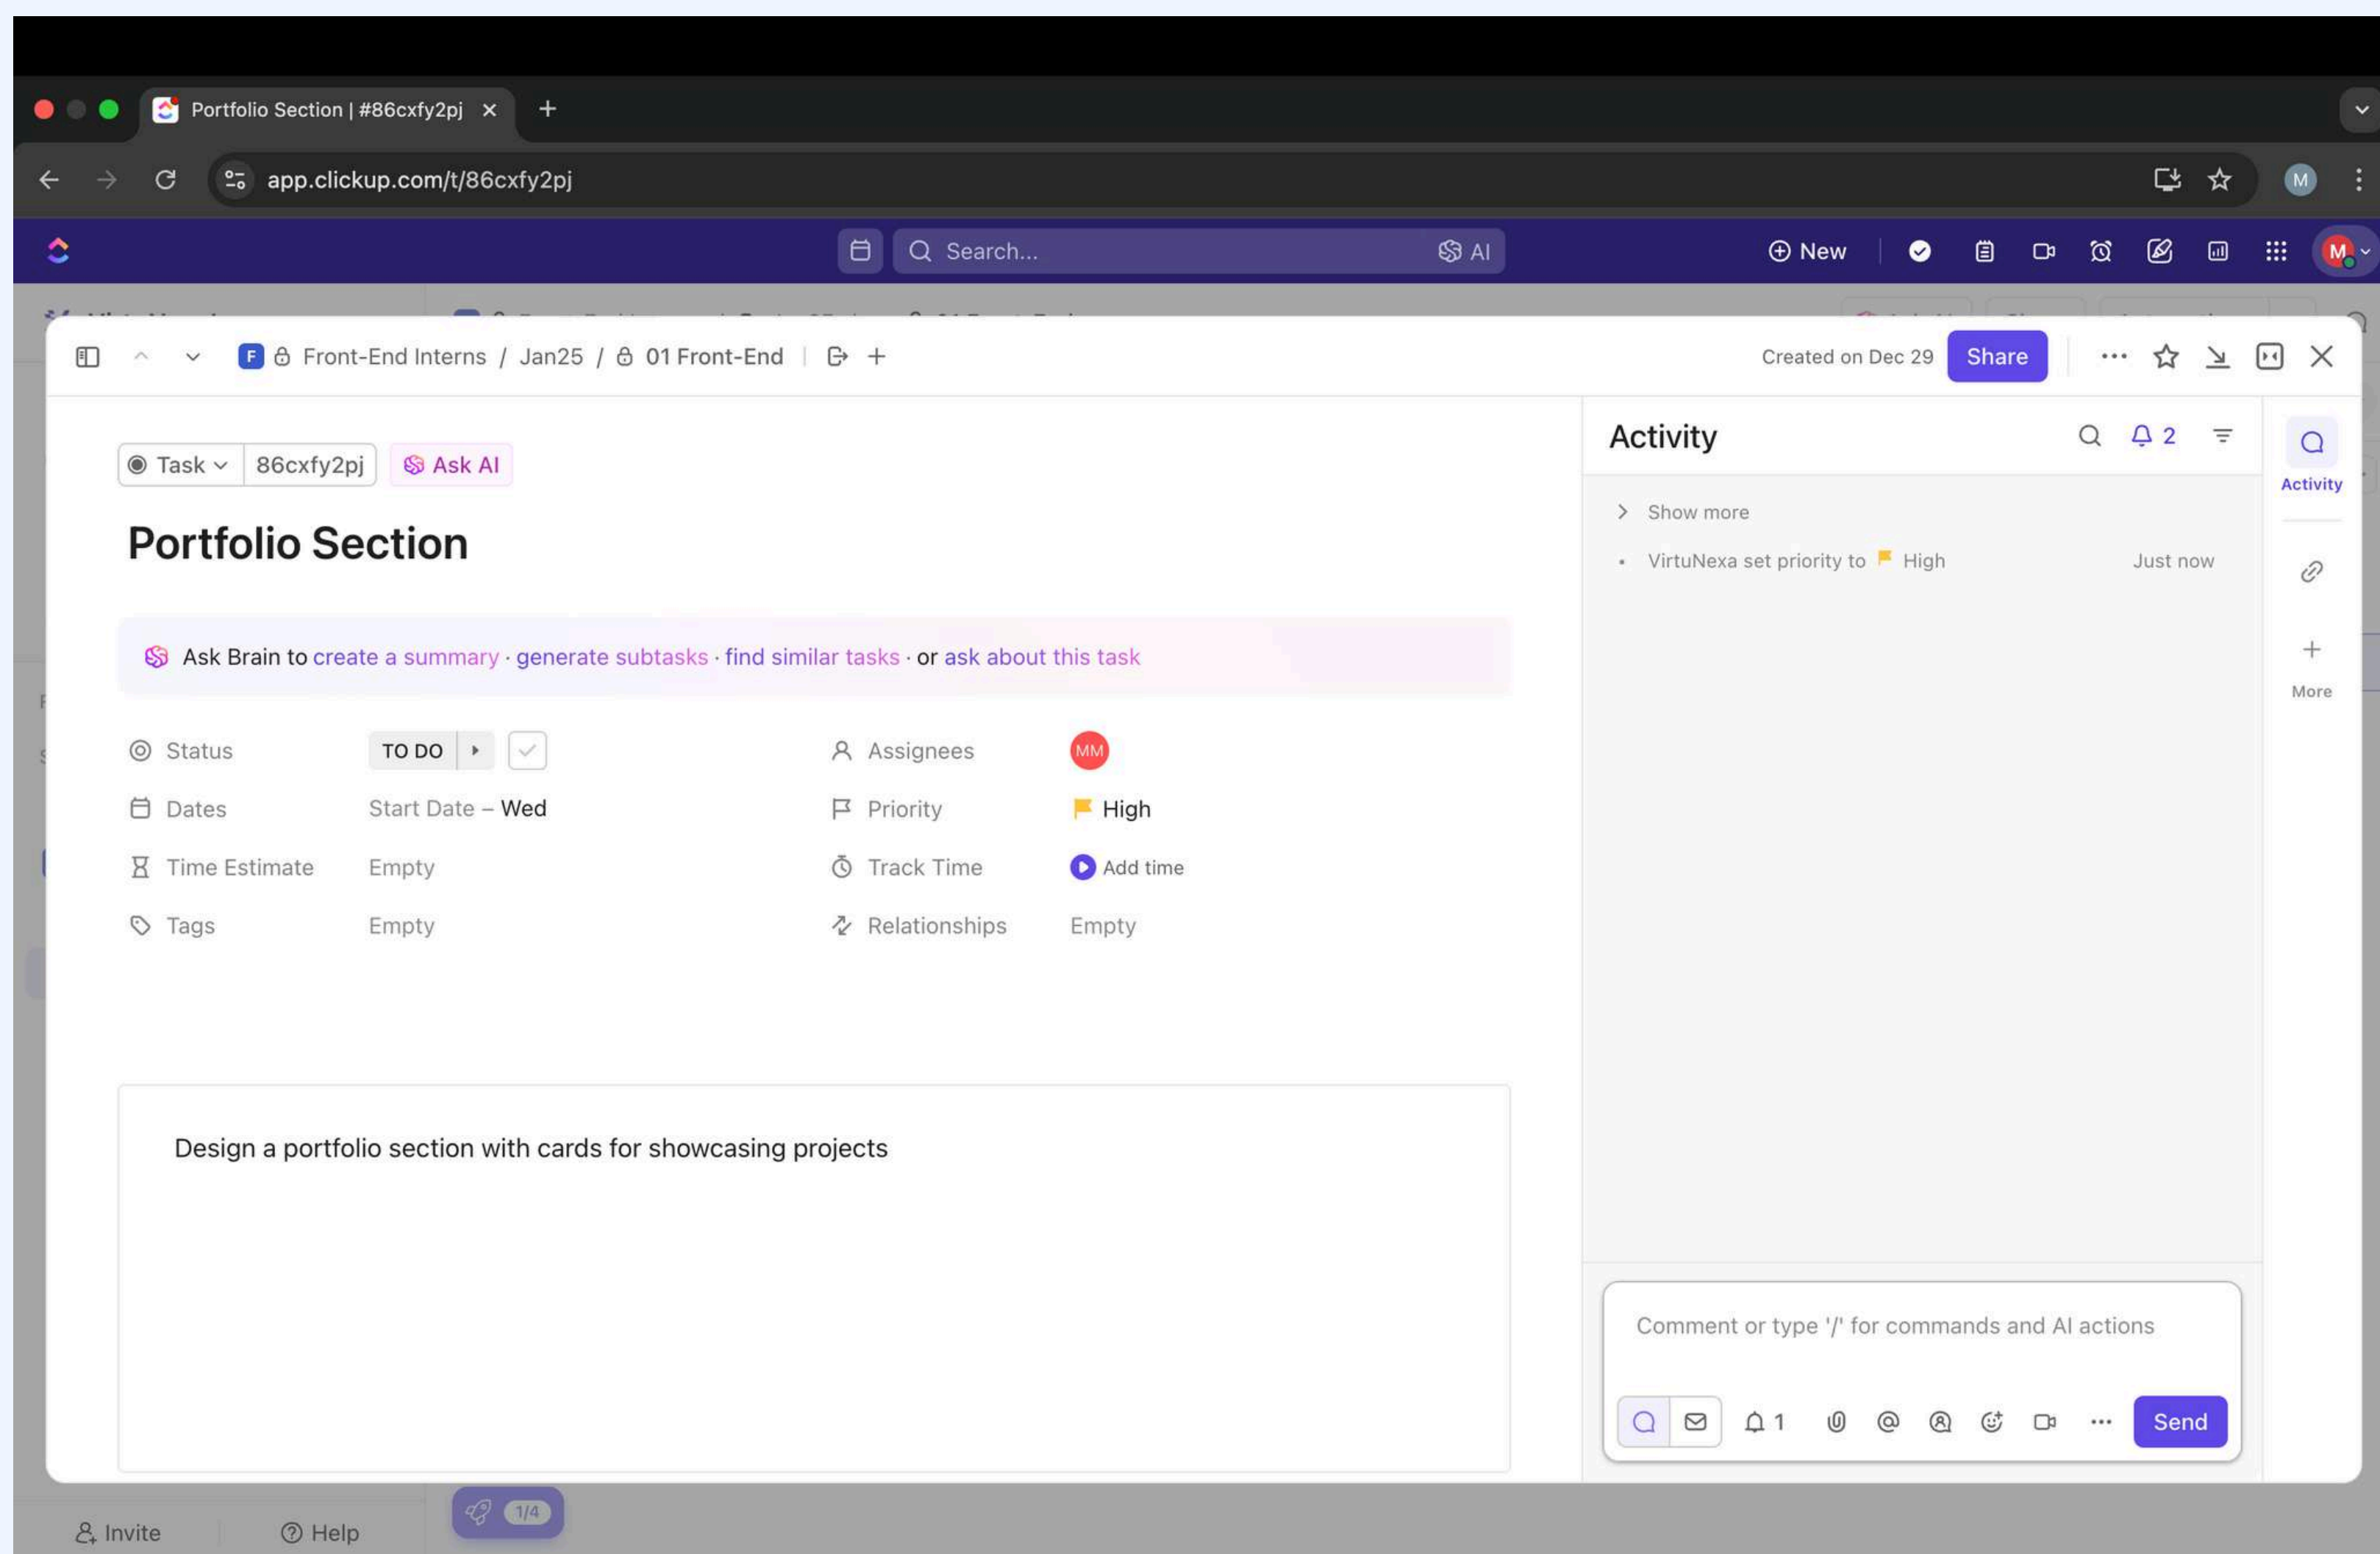 Portfolio Section | #86cxfy2pj
app.clickup.com/t/86cxfy2pj
M
Search...
AI
New
M
Front-End Interns / Jan25 / 01 Front-End
F
Created on Dec 29
Share
Task
86cxfy2pj
Ask AI
Portfolio Section
Ask Brain to create a summary · generate subtasks · find similar tasks · or ask about this task
Status
TO DO
Assignees
MM
Dates
Start Date – Wed
Priority
High
Time Estimate
Empty
Track Time
Add time
Tags
Empty
Relationships
Empty
Design a portfolio section with cards for showcasing projects
Activity
2
Show more
VirtuNexa set priority to High
Just now
Comment or type '/' for commands and AI actions
1
Send
Activity
More
Invite
Help
1/4